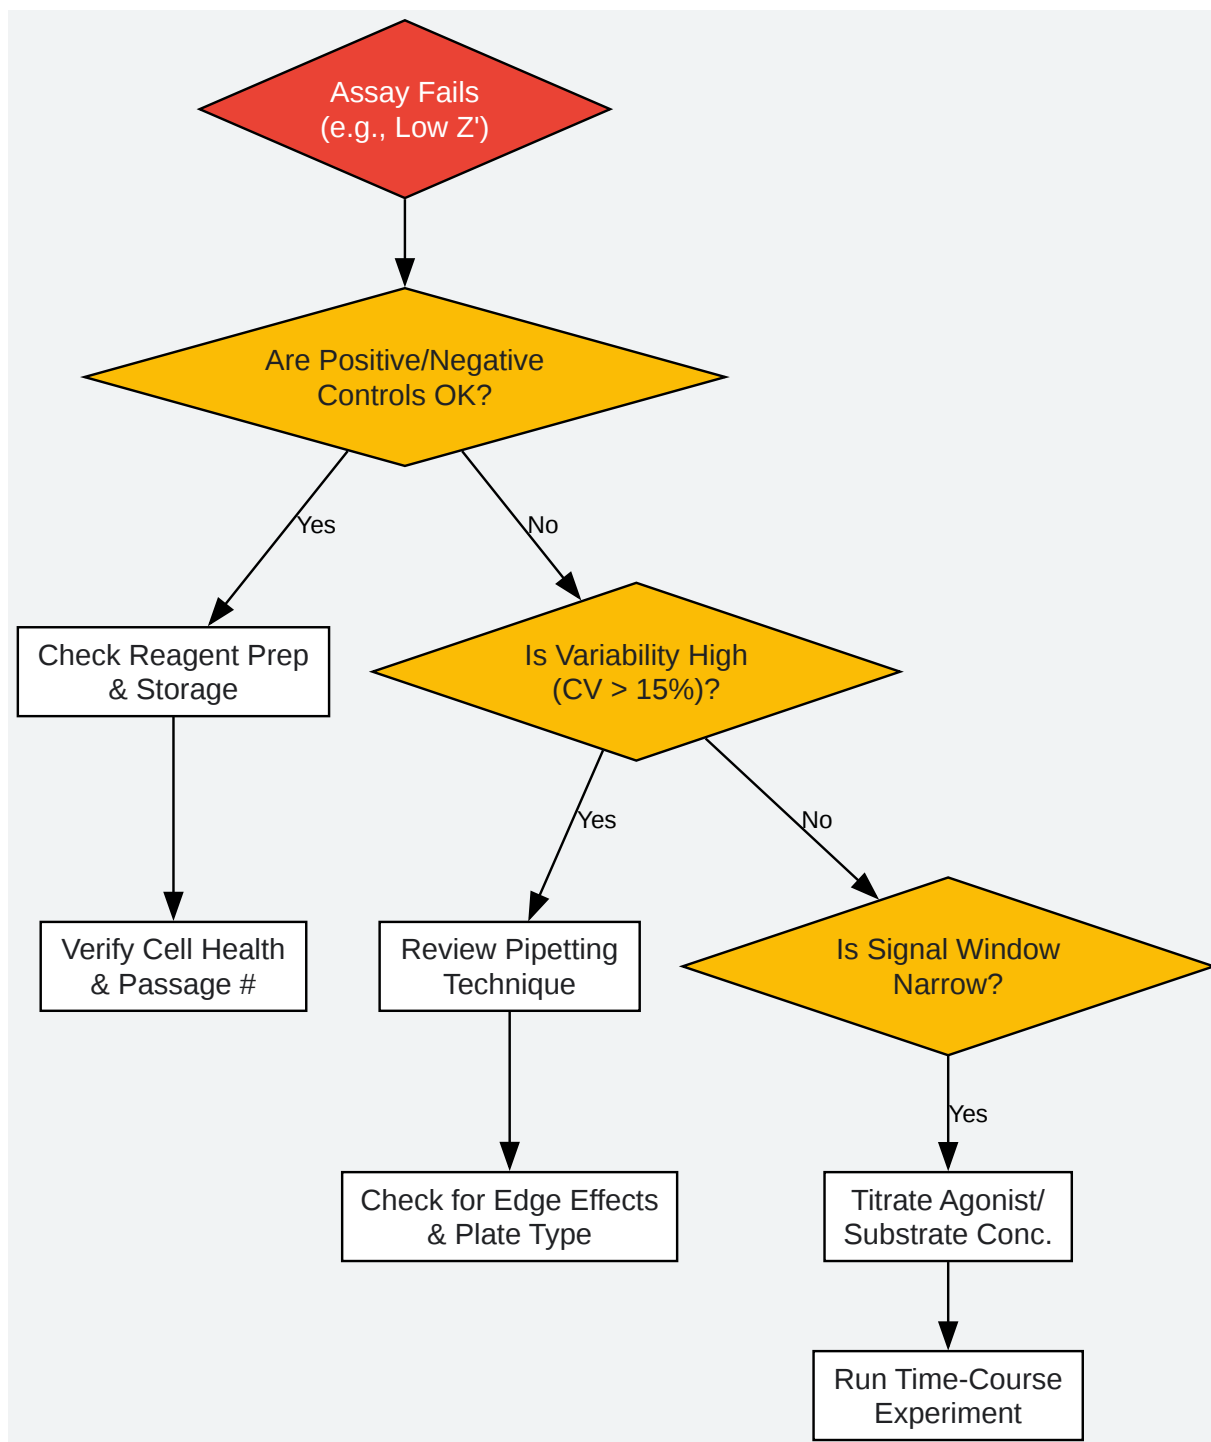 Assay Fails
(e.g., Low Z')
Are Positive/Negative
Controls OK?
Yes
No
Check Reagent Prep
& Storage
Is Variability High
(CV > 15%)?
Yes
No
Verify Cell Health
& Passage #
Review Pipetting
Technique
Is Signal Window
Narrow?
Yes
Check for Edge Effects
& Plate Type
Titrate Agonist/
Substrate Conc.
Run Time-Course
Experiment